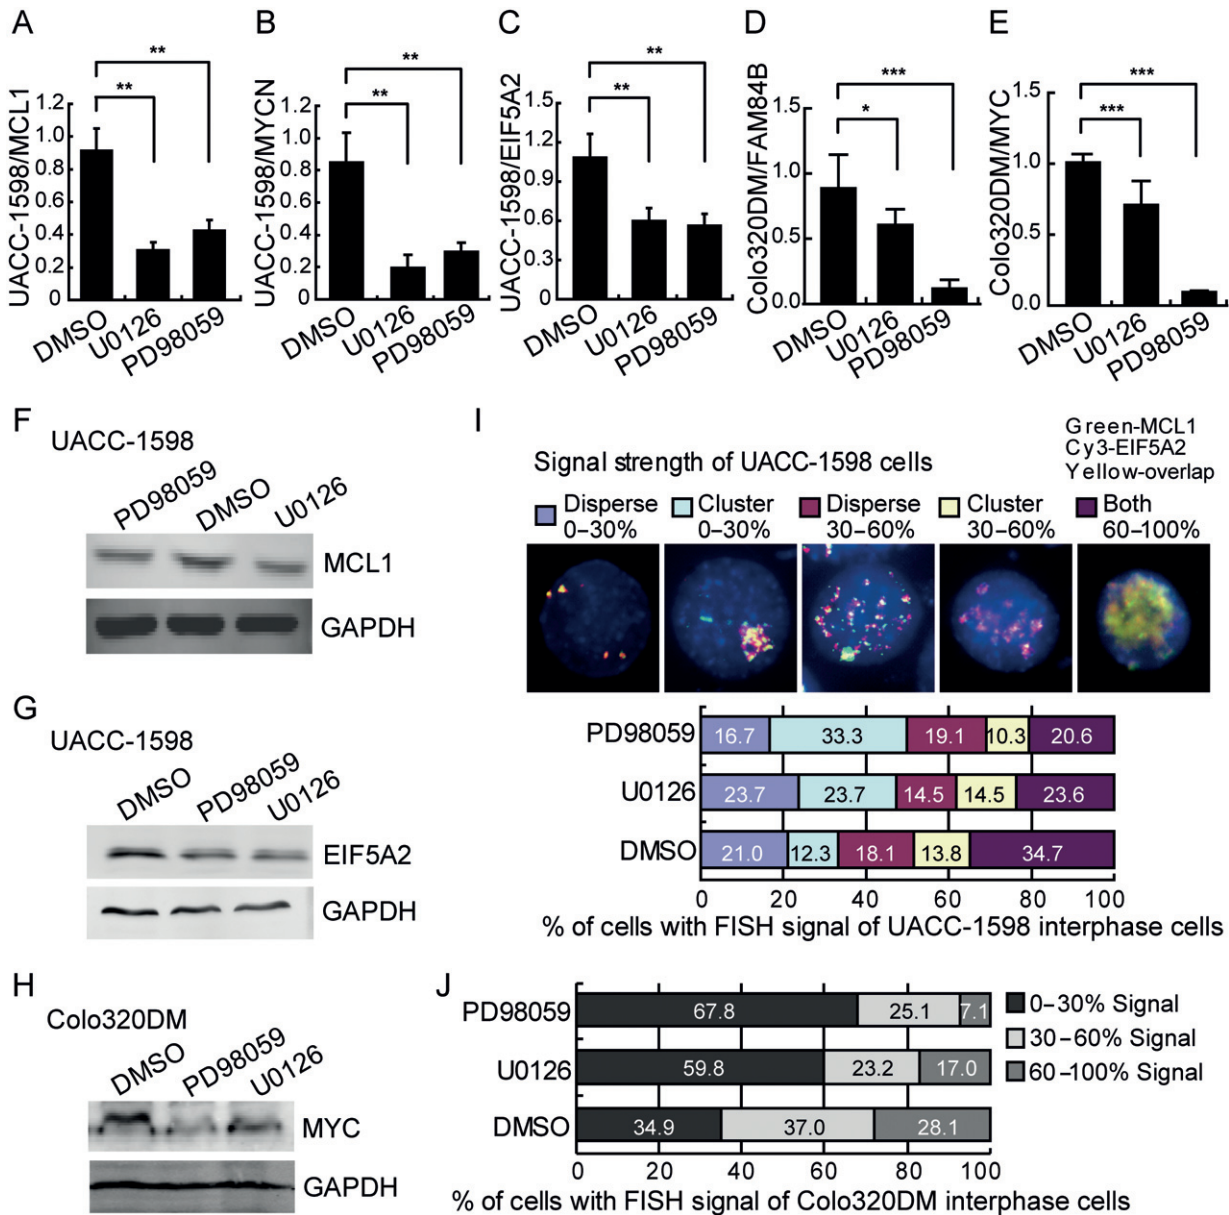 A
UACC-1598/MCL1
1.2
1.0
0.8
0.6
0.4
0.2
0
**
**
DMSO
U0126
PD98059
B
UACC-1598/MYCN
1.2
1.0
0.8
0.6
0.4
0.2
0
**
**
DMSO
U0126
PD98059
C
UACC-1598/EIF5A2
1.5
1.2
0.9
0.6
0.3
0
**
**
DMSO
U0126
PD98059
D
Colo320DM/FAM84B
1.5
1.0
0.5
0.0
*
***
DMSO
U0126
PD98059
E
Colo320DM/MYC
1.5
1.0
0.5
0.0
***
***
DMSO
U0126
PD98059
F
UACC-1598
PD98059 DMSO U0126
MCL1
GAPDH
G
UACC-1598
DMSO PD98059 U0126
EIF5A2
GAPDH
H
Colo320DM
DMSO PD98059 U0126
MYC
GAPDH
I
Green-MCL1
Cy3-EIF5A2
Yellow-overlap
Signal strength of UACC-1598 cells
Disperse Cluster Disperse Cluster Both
0–30% 0–30% 30–60% 30–60% 60–100%
0 20 40 60 80 100
PD98059 16.7 33.3 19.1 10.3 20.6
U0126 23.7 23.7 14.5 14.5 23.6
DMSO 21.0 12.3 18.1 13.8 34.7
0 20 40 60 80 100
% of cells with FISH signal of UACC-1598 interphase cells
J
PD98059 67.8 25.1 7.1
U0126 59.8 23.2 17.0
DMSO 34.9 37.0 28.1
0 20 40 60 80 100
% of cells with FISH signal of Colo320DM interphase cells
0–30% Signal
30–60% Signal
60–100% Signal